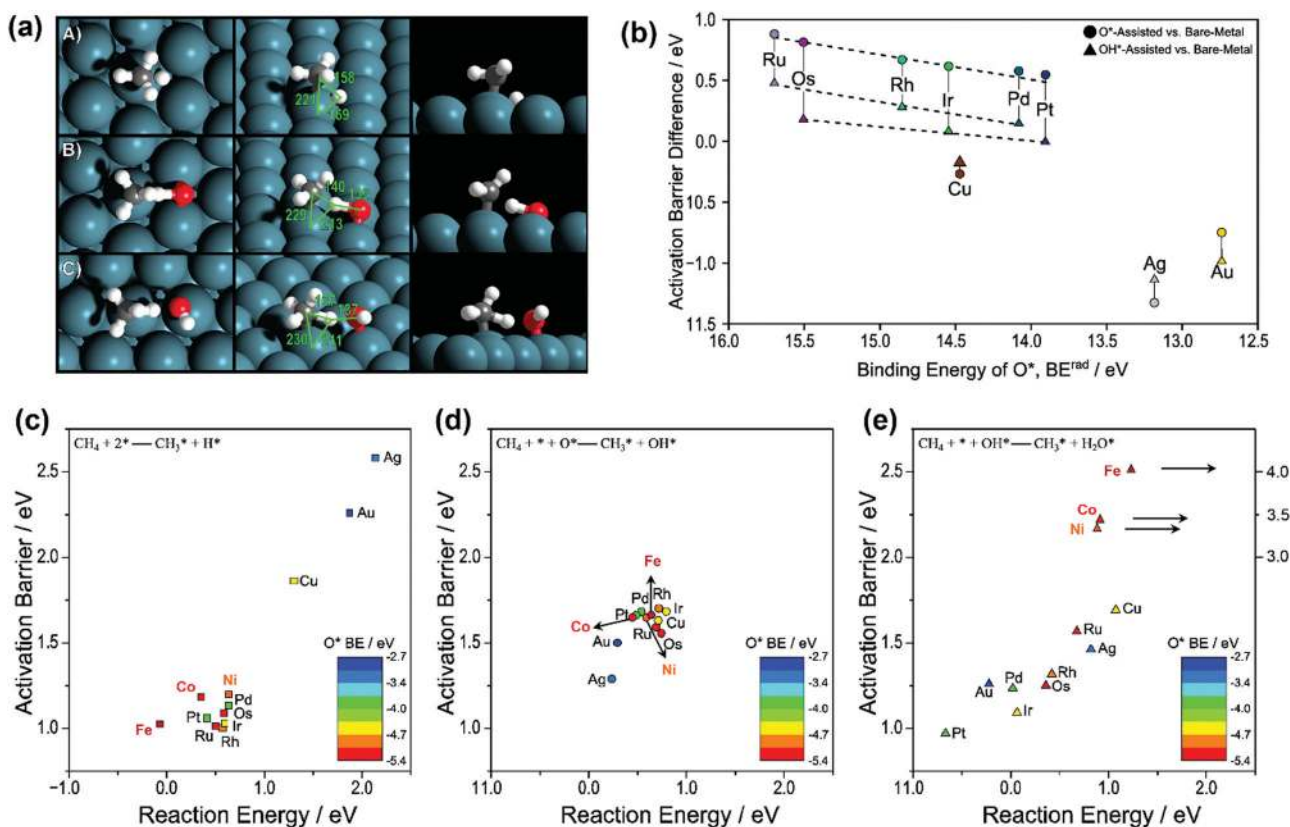 (a)
A)
158
221
159
B)
140
229
213
C)
137
230
211
(b)
Activation Barrier Difference / eV
1.0
0.5
0.0
10.5
−1.0
11.5
O*-Assisted vs. Bare-Metal
OH*-Assisted vs. Bare-Metal
Ru
Os
Rh
Ir
Pd
Pt
Cu
Ag
Au
16.0 15.5 15.0 14.5 14.0 13.5 13.0 12.5
Binding Energy of O*, BE^rad / eV
(c)
CH4 + 2* — CH3* + H*
Activation Barrier / eV
2.5
2.0
1.5
1.0
Ag
Au
Cu
Co
Ni
Pd
Pt
Os
Fe
Ru
Ir
Rh
O* BE / eV
-2.7
-3.4
-4.0
-4.7
-5.4
−1.0 0.0 1.0 2.0
Reaction Energy / eV
(d)
CH4 + * + O* — CH3* + OH*
Activation Barrier / eV
2.5
2.0
1.5
1.0
Fe
Pd
Rh
Pt
Ir
Co
Cu
Au
Ru
Os
Ni
Ag
O* BE / eV
-2.7
-3.4
-4.0
-4.7
-5.4
11.0 0.0 1.0 2.0
Reaction Energy / eV
(e)
CH4 + * + OH* — CH3* + H2O*
Activation Barrier / eV
2.5
2.0
1.5
1.0
4.0
3.5
3.0
Fe
Co
Ni
Cu
Ru
Ag
Rh
Au
Pd
Os
Ir
Pt
O* BE / eV
-2.7
-3.4
-4.0
-4.7
-5.4
11.0 0.0 1.0 2.0
Reaction Energy / eV